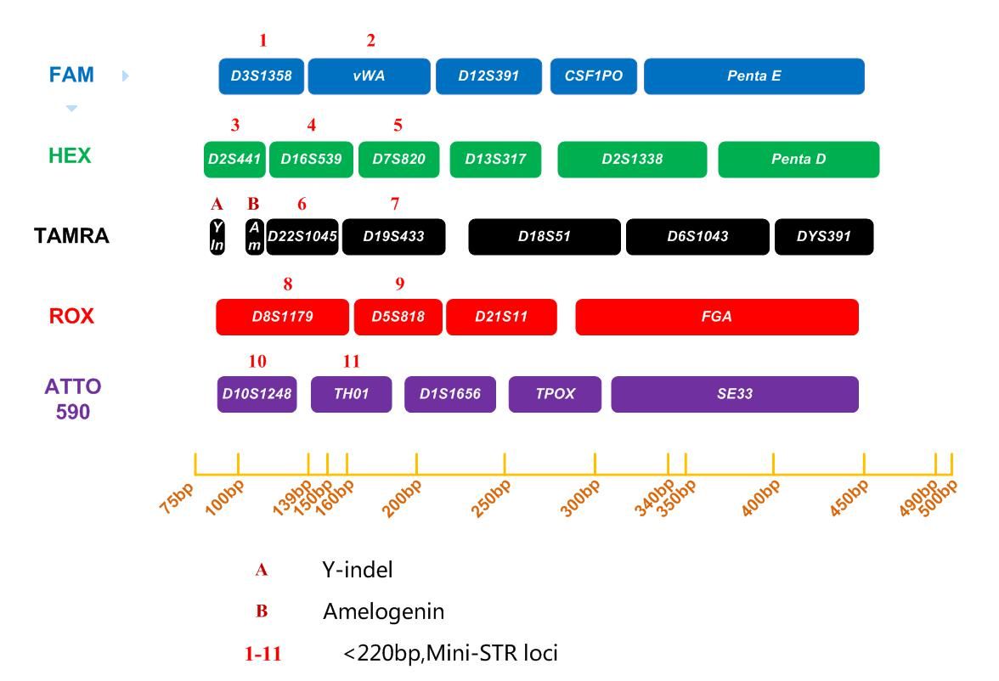 1 2
FAM D3S1358 vWA D12S391 CSF1PO Penta E
3 4 5
HEX D2S441 D16S539 D7S820 D13S317 D2S1338 Penta D
A B 6 7
TAMRA Y In A m D22S1045 D19S433 D18S51 D6S1043 DYS391
8 9
ROX D8S1179 D5S818 D21S11 FGA
10 11
ATTO 590 D10S1248 TH01 D1S1656 TPOX SE33
75bp 100bp 139bp 150bp 160bp 200bp 250bp 300bp 340bp 350bp 400bp 450bp 490bp 500bp
A Y-indel
B Amelogenin
1-11 <220bp,Mini-STR loci